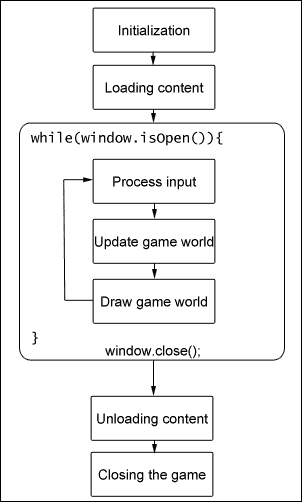 Initialization
Loading content
while(window.isOpen()){
Process input
Update game world
Draw game world
}
window.close();
Unloading content
Closing the game